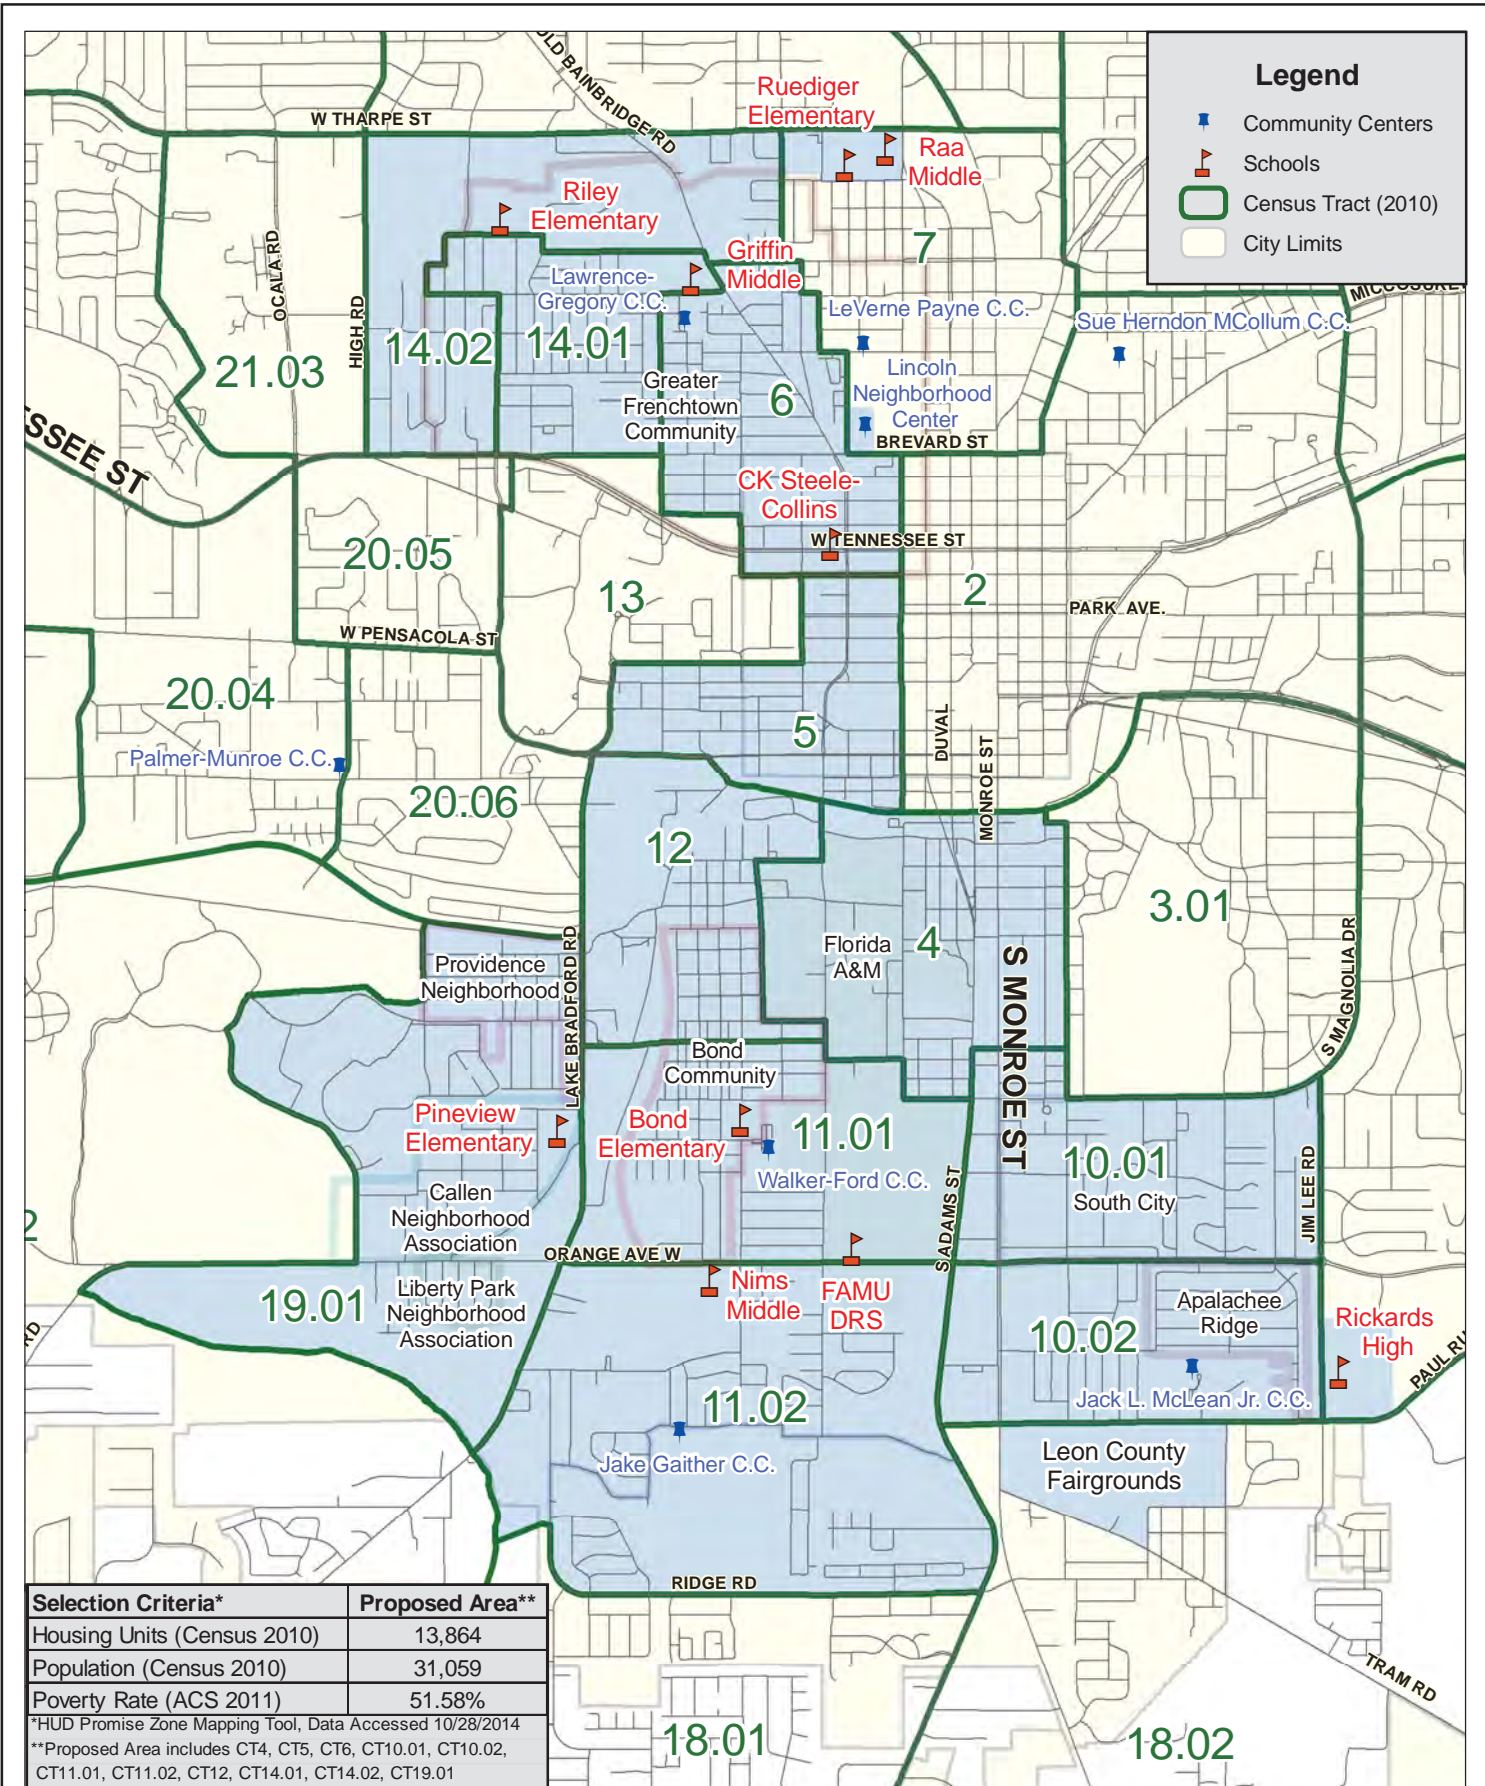 Legend
Community Centers
Schools
Census Tract (2010)
City Limits
OLD BAINBRIDGE RD
W THARPE ST
Ruediger
Elementary
Raa
Middle
Riley
Elementary
Griffin
Middle
7
OCALA RD
HIGH RD
Lawrence-
Gregory C.C.
LeVerne Payne C.C.
Sue Herndon MCollum C.C.
21.03
14.02
14.01
Greater
Frenchtown
Community
6
Lincoln
Neighborhood
Center
BREVARD ST
SSEE ST
CK Steele-
Collins
W TENNESSEE ST
20.05
13
2
PARK AVE.
W PENSACOLA ST
20.04
5
DUVAL
MONROE ST
Palmer-Munroe C.C.
20.06
12
3.01
Florida
A&M
4
S MONROE ST
S MAGNOLIA DR
Providence
Neighborhood
LAKE BRADFORD RD
Bond
Community
Pineview
Elementary
Bond
Elementary
11.01
Walker-Ford C.C.
S ADAMS ST
10.01
South City
JIM LEE RD
Callen
Neighborhood
Association
2
ORANGE AVE W
19.01
Liberty Park
Neighborhood
Association
Nims
Middle
FAMU
DRS
Apalachee
Ridge
10.02
Rickards
High
RD
PAUL RU
Jack L. McLean Jr. C.C.
11.02
Jake Gaither C.C.
Leon County
Fairgrounds
RIDGE RD
TRAM RD
18.01
18.02
Selection Criteria* Proposed Area**
Housing Units (Census 2010) 13,864
Population (Census 2010) 31,059
Poverty Rate (ACS 2011) 51.58%
*HUD Promise Zone Mapping Tool, Data Accessed 10/28/2014
**Proposed Area includes CT4, CT5, CT6, CT10.01, CT10.02,
CT11.01, CT11.02, CT12, CT14.01, CT14.02, CT19.01